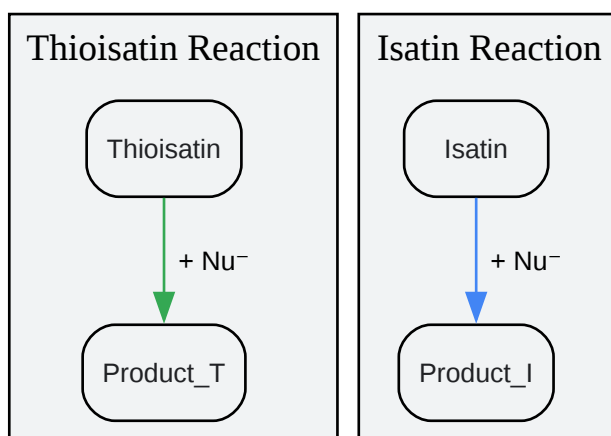 Thioisatin Reaction
Thioisatin
+ Nu⁻
Product_T
Isatin Reaction
Isatin
+ Nu⁻
Product_I